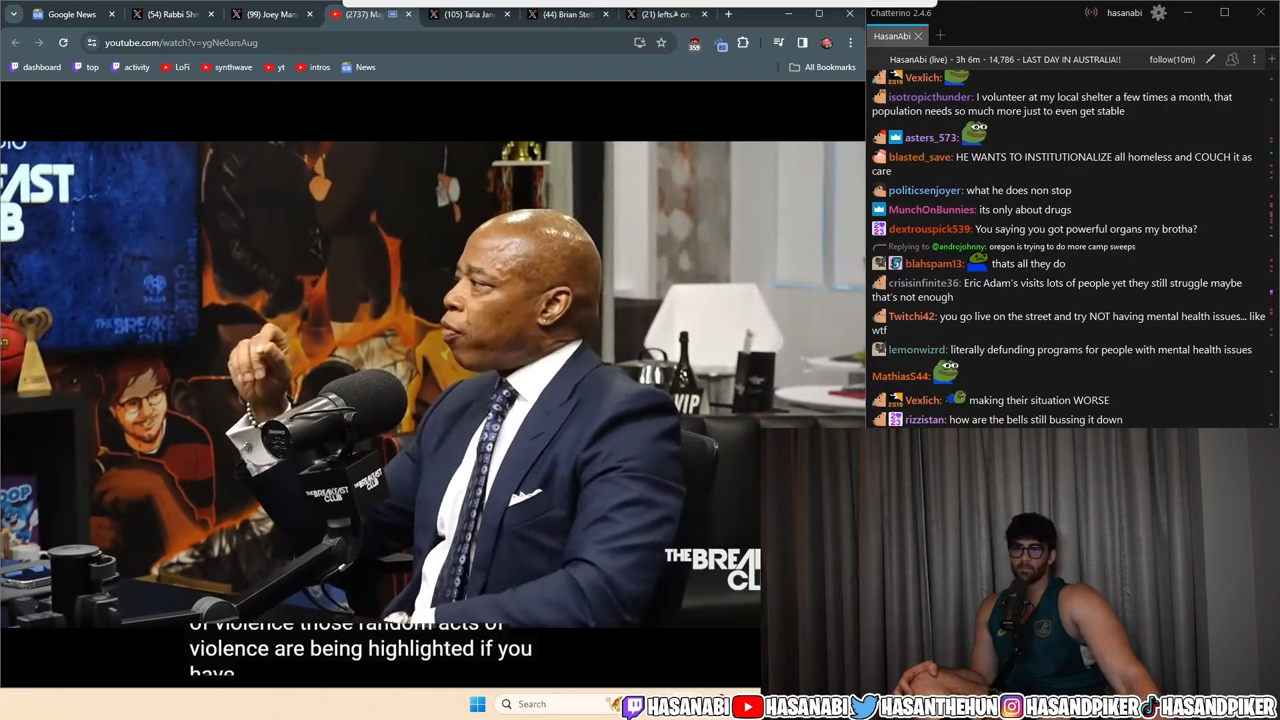 Google News
(54) Rabbi Shr
(99) Joey Man
(2737) Ma
(105) Talia Jan
(44) Brian Stel
(21) lefts on
youtube.com/watch?v=ygNe0arsAug
359
80
dashboard
top
activity
LoFi
synthwave
yt
intros
News
All Bookmarks
BREAKFAST
CLUB
VIP
THE BREAKFAST CLUB
THE BREAKFAST CLUB
THE BREA
CL
of violence those random acts of
violence are being highlighted if you
have
Search
Chatterino 2.4.6
hasanabi
HasanAbi
HasanAbi (live) - 3h 6m - 14,786 - LAST DAY IN AUSTRALIA!!
follow(10m)
Vexlich:
isotropicthunder: I volunteer at my local shelter a few times a month, that
population needs so much more just to even get stable
asters_573:
blasted_save: HE WANTS TO INSTITUTIONALIZE all homeless and COUCH it as
care
politicsenjoyer: what he does non stop
MunchOnBunnies: its only about drugs
dextrouspick539: You saying you got powerful organs my brotha?
Replying to @androjohnny: oregon is trying to do more camp sweeps
blahspam13: thats all they do
crisisinfinite36: Eric Adam's visits lots of people yet they still struggle maybe
that's not enough
Twitchi42: you go live on the street and try NOT having mental health issues... like
wtf
lemonwizrd: literally defunding programs for people with mental health issues
MathiasS44:
Vexlich: making their situation WORSE
rizzistan: how are the bells still bussing it down
HASANABI HASANABI HASANTHEHUN HASANDPIKER HASANDPIKER